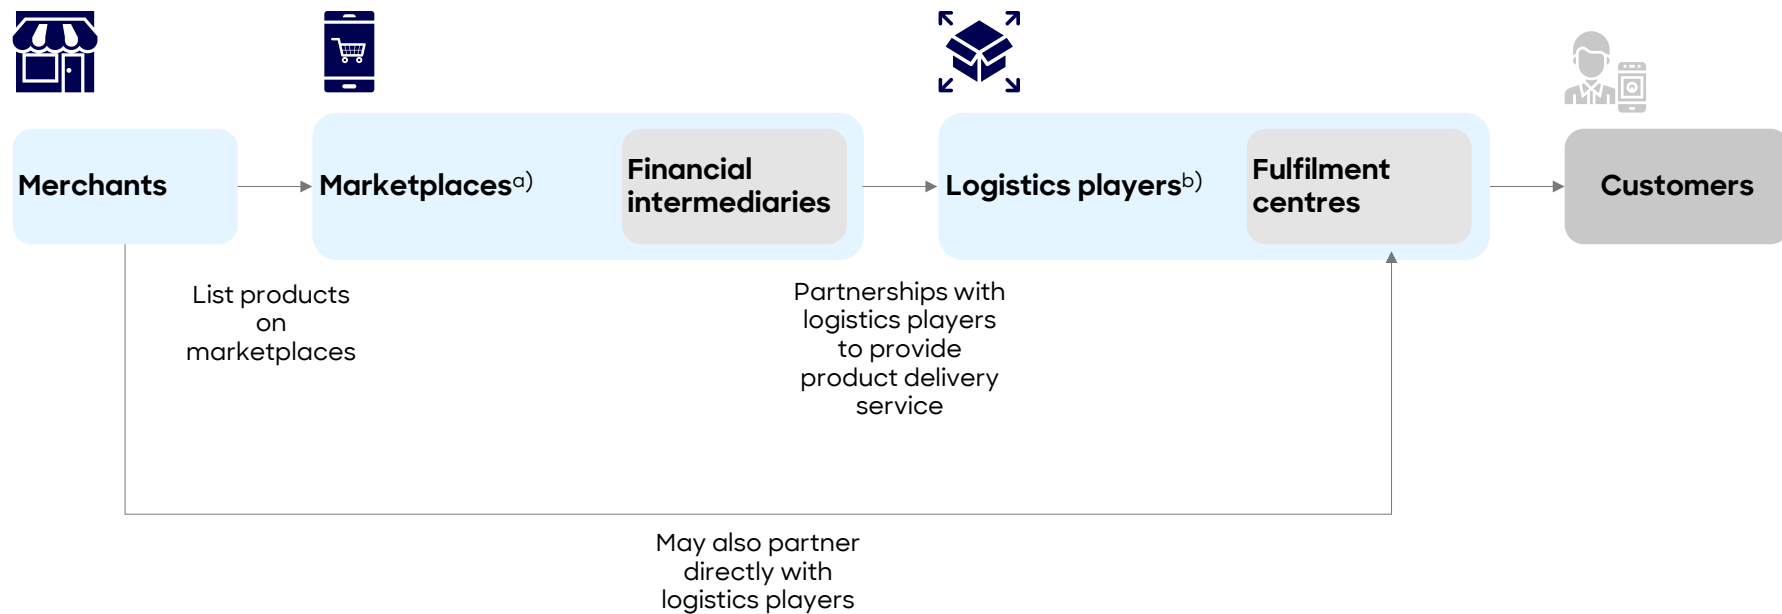 Merchants
Marketplacesa)
Financial
intermediaries
Logistics playersb)
Fulfilment
centres
Customers
List products
on
marketplaces
Partnerships with
logistics players
to provide
product delivery
service
May also partner
directly with
logistics players